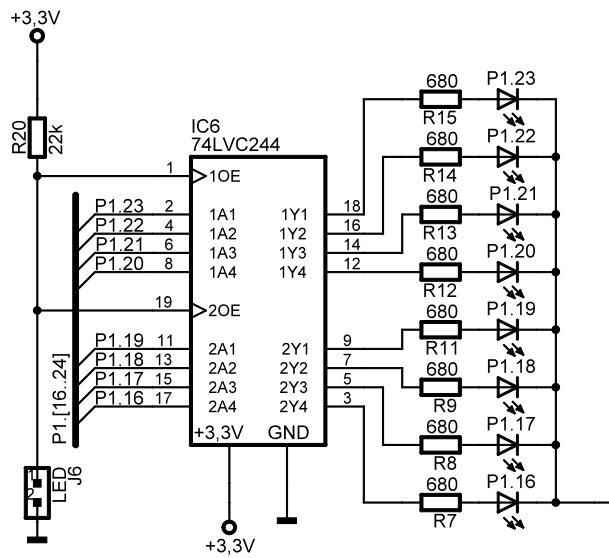 +3,3V
R20
22k
IC6
74LVC244
1 1OE
P1.23 2 1A1 1Y1 18
P1.22 4 1A2 1Y2 16
P1.21 6 1A3 1Y3 14
P1.20 8 1A4 1Y4 12
19 2OE
P1.19 11 2A1 2Y1 9
P1.18 13 2A2 2Y2 7
P1.17 15 2A3 2Y3 5
P1.16 17 2A4 2Y4 3
+3,3V GND
P1.[16..24]
1
2
LED
J6
+3,3V
680 P1.23
R15
680 P1.22
R14
680 P1.21
R13
680 P1.20
R12
680 P1.19
R11
680 P1.18
R9
680 P1.17
R8
680 P1.16
R7